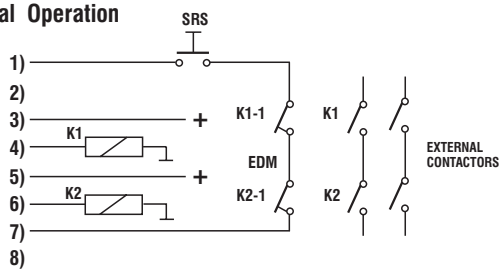 al Operation
SRS
1)
2)
3) +
K1-1
K1
4) K1
EXTERNAL
CONTACTORS
EDM
5) +
K2-1
K2
6) K2
7)
8)